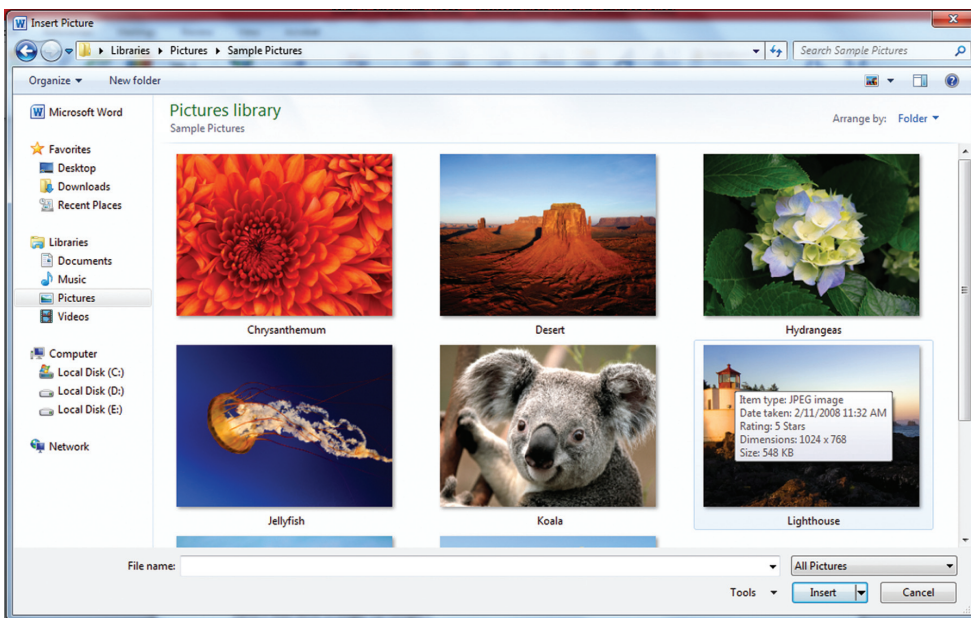 Insert Picture
Libraries Pictures Sample Pictures
Search Sample Pictures
Organize New folder
Microsoft Word
Favorites
Desktop
Downloads
Recent Places
Libraries
Documents
Music
Pictures
Videos
Computer
Local Disk (C:)
Local Disk (D:)
Local Disk (E:)
Network
Pictures library
Sample Pictures
Arrange by: Folder
Chrysanthemum
Desert
Hydrangeas
Item type: JPEG image
Date taken: 2/11/2008 11:32 AM
Rating: 5 Stars
Dimensions: 1024 x 768
Size: 548 KB
Jellyfish
Koala
Lighthouse
File name:
All Pictures
Tools
Insert
Cancel